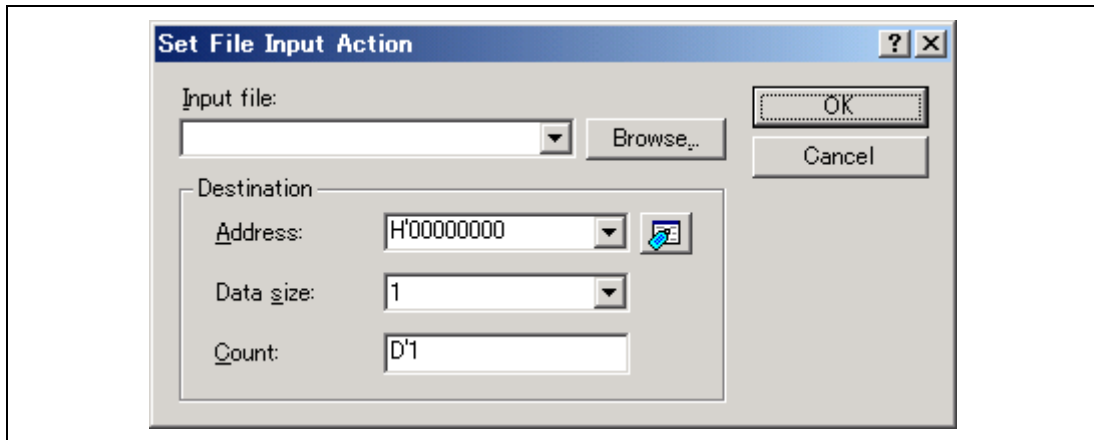 Set File Input Action
Input file:
Browse...
OK
Cancel
Destination
Address: H'00000000
Data size: 1
Count: D'1